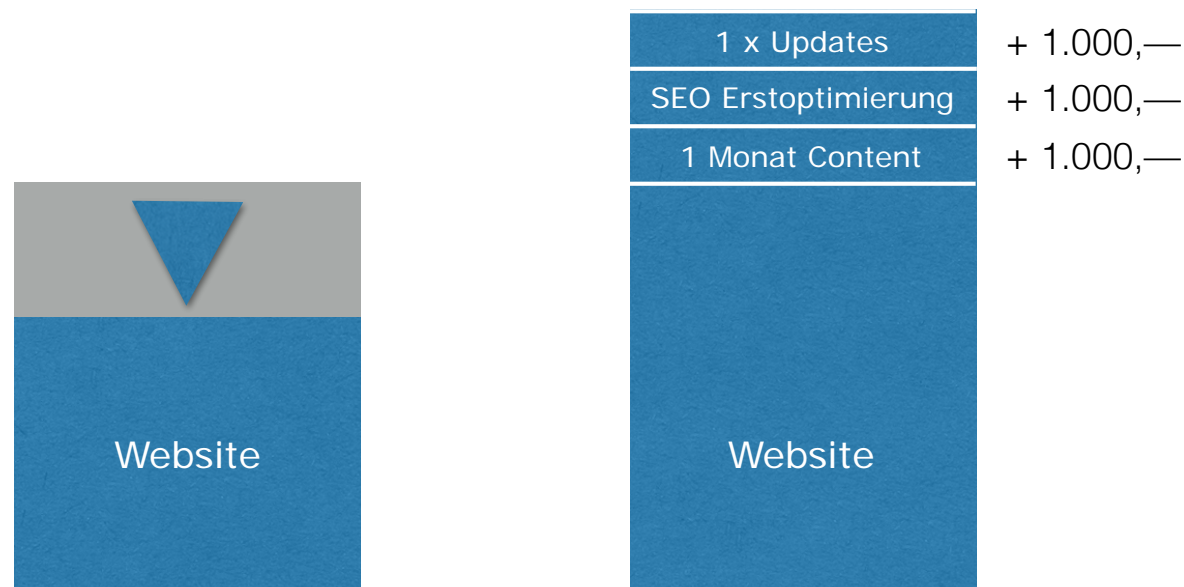 1 x Updates + 1.000,—
SEO Erstoptimierung + 1.000,—
1 Monat Content + 1.000,—
Website
Website